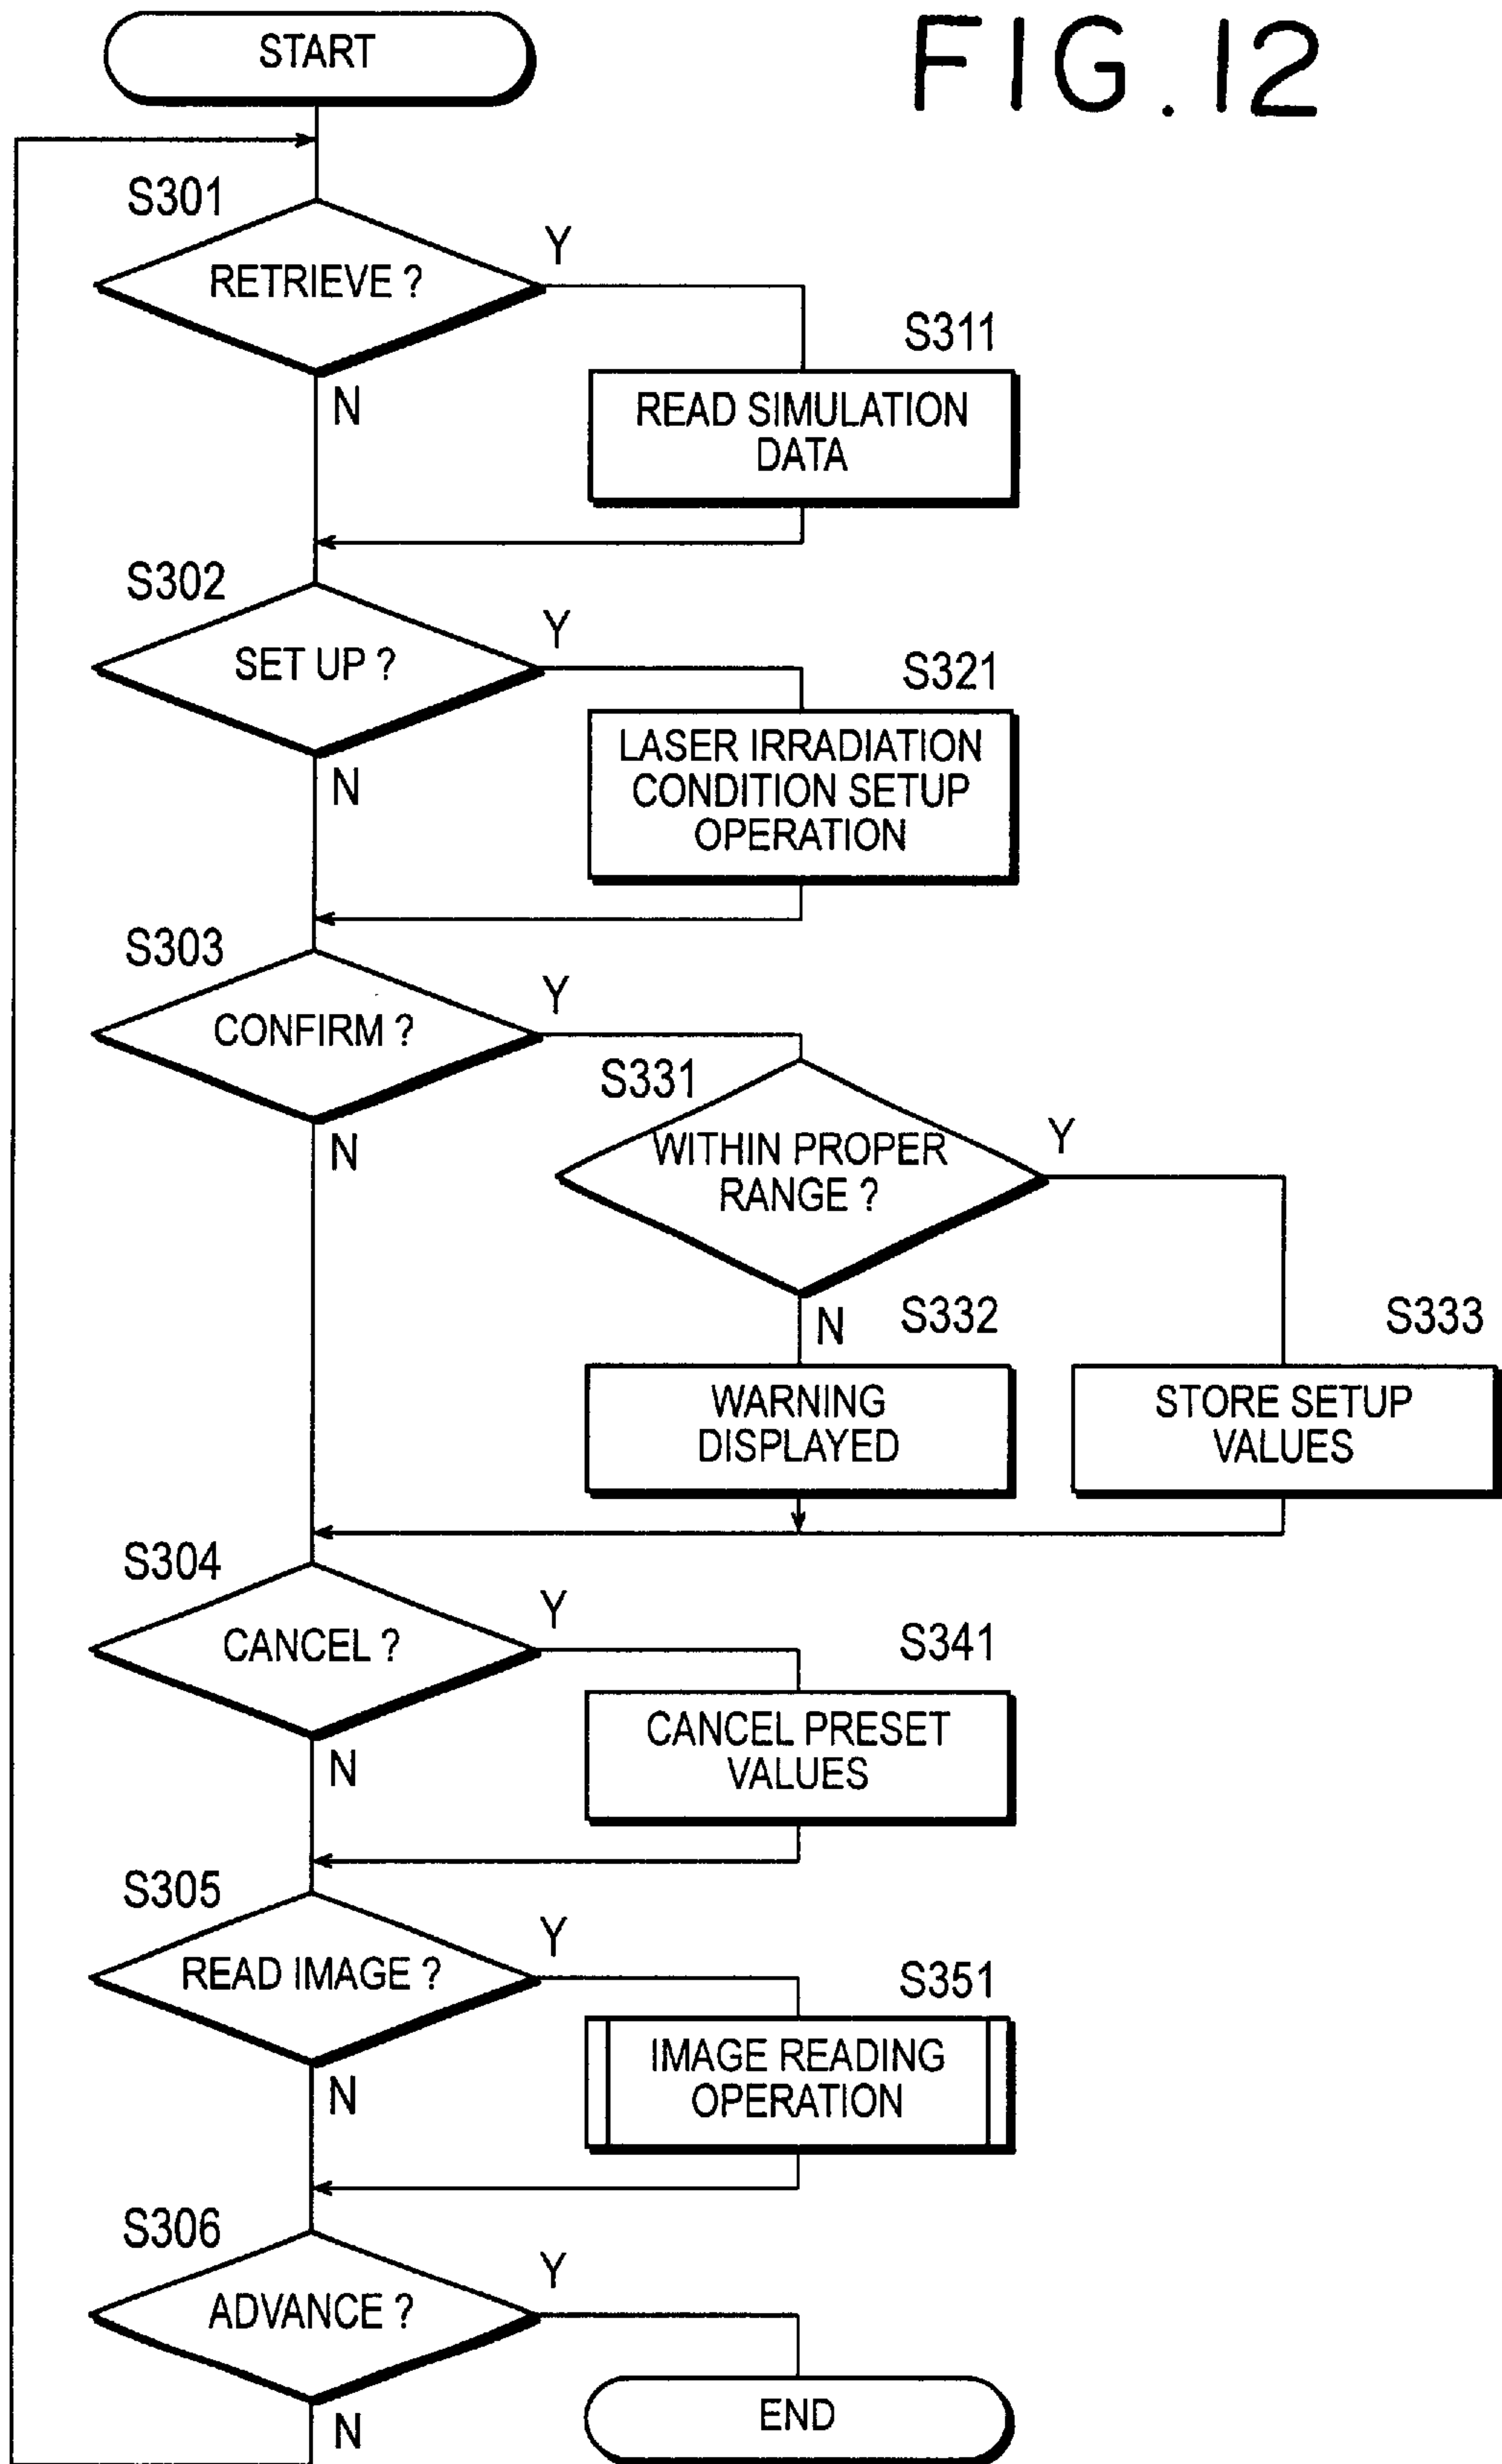 FIG.12
START
S301
RETRIEVE ?
Y
N
S311
READ SIMULATION
DATA
S302
SET UP ?
Y
N
S321
LASER IRRADIATION
CONDITION SETUP
OPERATION
S303
CONFIRM ?
Y
N
S331
WITHIN PROPER
RANGE ?
Y
N
S332
WARNING
DISPLAYED
S333
STORE SETUP
VALUES
S304
CANCEL ?
Y
N
S341
CANCEL PRESET
VALUES
S305
READ IMAGE ?
Y
N
S351
IMAGE READING
OPERATION
S306
ADVANCE ?
Y
N
END